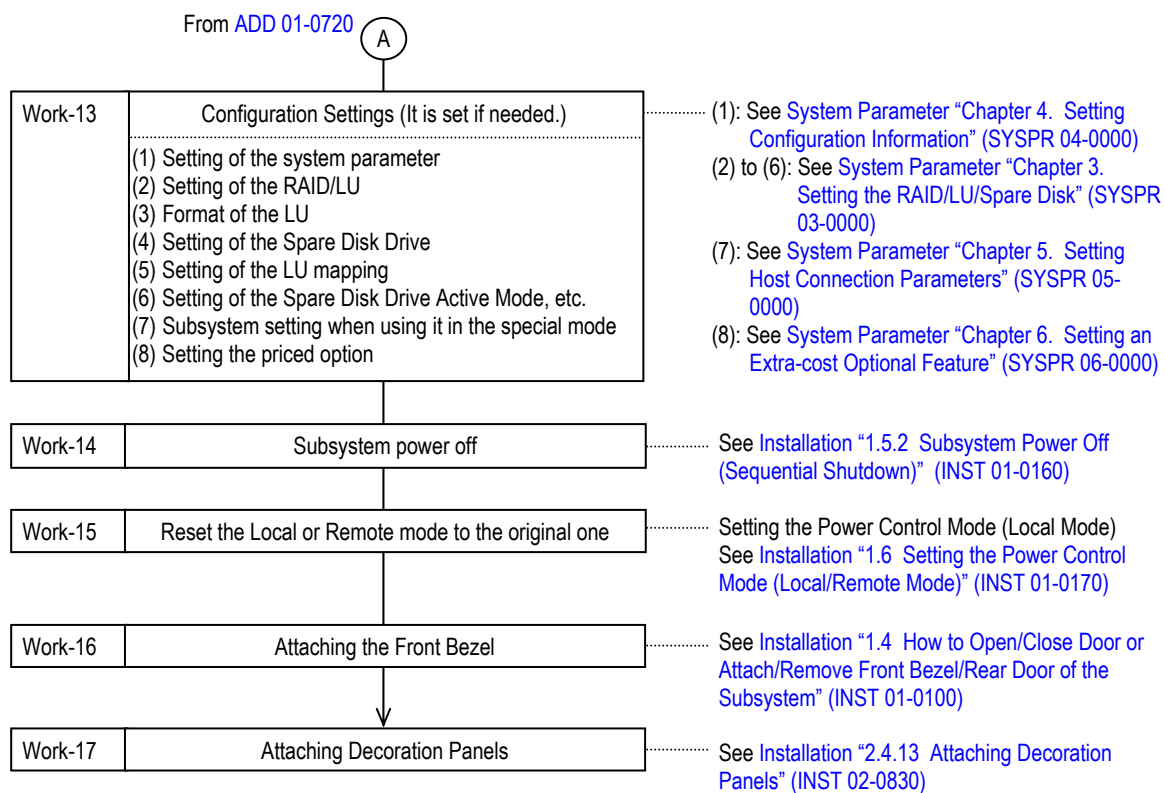 From ADD 01-0720
A
Work-13
Configuration Settings (It is set if needed.)
(1) Setting of the system parameter
(2) Setting of the RAID/LU
(3) Format of the LU
(4) Setting of the Spare Disk Drive
(5) Setting of the LU mapping
(6) Setting of the Spare Disk Drive Active Mode, etc.
(7) Subsystem setting when using it in the special mode
(8) Setting the priced option
(1): See System Parameter “Chapter 4. Setting
Configuration Information” (SYSPR 04-0000)
(2) to (6): See System Parameter “Chapter 3.
Setting the RAID/LU/Spare Disk” (SYSPR
03-0000)
(7): See System Parameter “Chapter 5. Setting
Host Connection Parameters” (SYSPR 05-
0000)
(8): See System Parameter “Chapter 6. Setting an
Extra-cost Optional Feature” (SYSPR 06-0000)
Work-14
Subsystem power off
See Installation “1.5.2 Subsystem Power Off
(Sequential Shutdown)” (INST 01-0160)
Work-15
Reset the Local or Remote mode to the original one
Setting the Power Control Mode (Local Mode)
See Installation “1.6 Setting the Power Control
Mode (Local/Remote Mode)” (INST 01-0170)
Work-16
Attaching the Front Bezel
See Installation “1.4 How to Open/Close Door or
Attach/Remove Front Bezel/Rear Door of the
Subsystem” (INST 01-0100)
Work-17
Attaching Decoration Panels
See Installation “2.4.13 Attaching Decoration
Panels” (INST 02-0830)